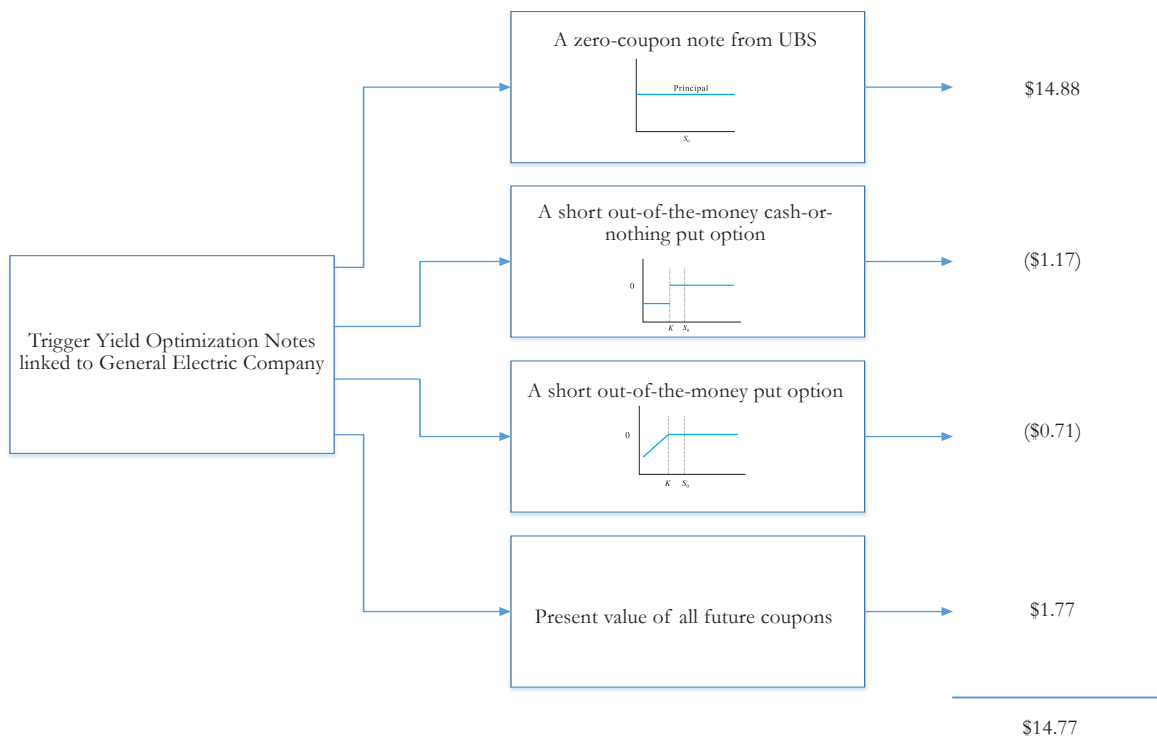 A zero-coupon note from UBS
Principal
S0
$14.88
A short out-of-the-money cash-or-
nothing put option
0
K
S0
($1.17)
Trigger Yield Optimization Notes
linked to General Electric Company
A short out-of-the-money put option
0
K
S0
($0.71)
Present value of all future coupons
$1.77
$14.77